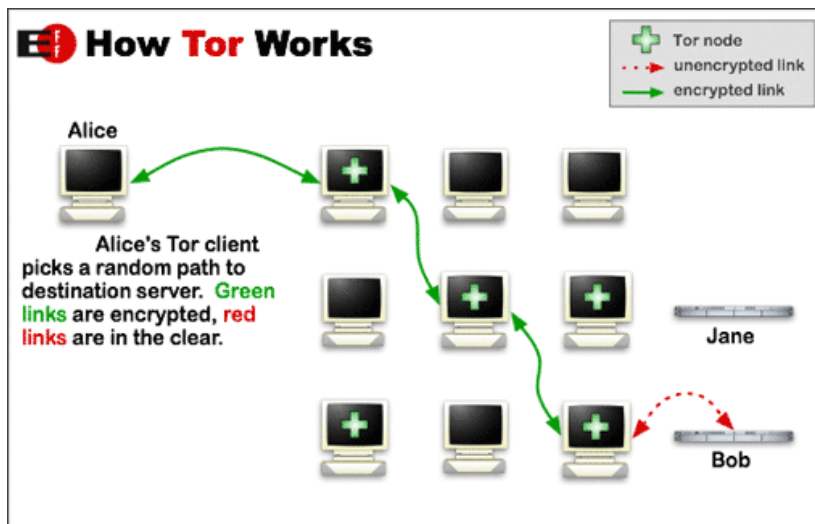 EFF How Tor Works
Tor node
unencrypted link
encrypted link
Alice
Alice's Tor client
picks a random path to
destination server. Green
links are encrypted, red
links are in the clear.
Jane
Bob